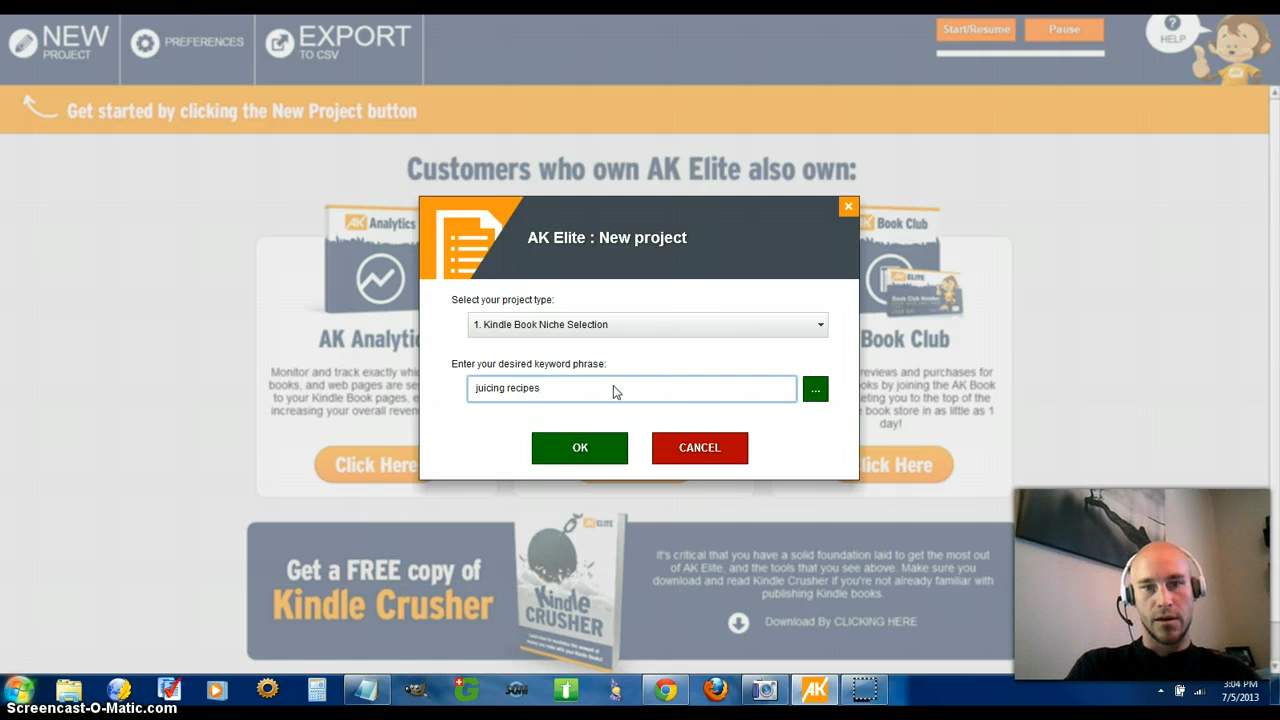 NEW
PROJECT
PREFERENCES
EXPORT
TO CSV
Start/Resume
Pause
?
HELP
Get started by clicking the New Project button
Customers who own AK Elite also own:
AK Analytics
AK ELITE
Book Club
AK Elite : New project
Select your project type:
1. Kindle Book Niche Selection
Enter your desired keyword phrase:
juicing recipes
...
OK
CANCEL
AK Analyti
Monitor and track exactly whic
books, and web pages are se
to your Kindle Book pages, e
increasing your overall reven
Click Here
Book Club
reviews and purchases for
ks by joining the AK Book
eting you to the top of the
e book store in as little as 1
day!
lick Here
Get a FREE copy of
Kindle Crusher
AK ELITE
Kindle
CRUSHER
It's critical that you have a solid foundation laid to get the most out
of AK Elite, and the tools that you see above. Make sure you
download and read Kindle Crusher if you're not already familiar with
publishing Kindle books.
Download By CLICKING HERE
AK
3:04 PM
7/5/2013
Screencast-O-Matic.com